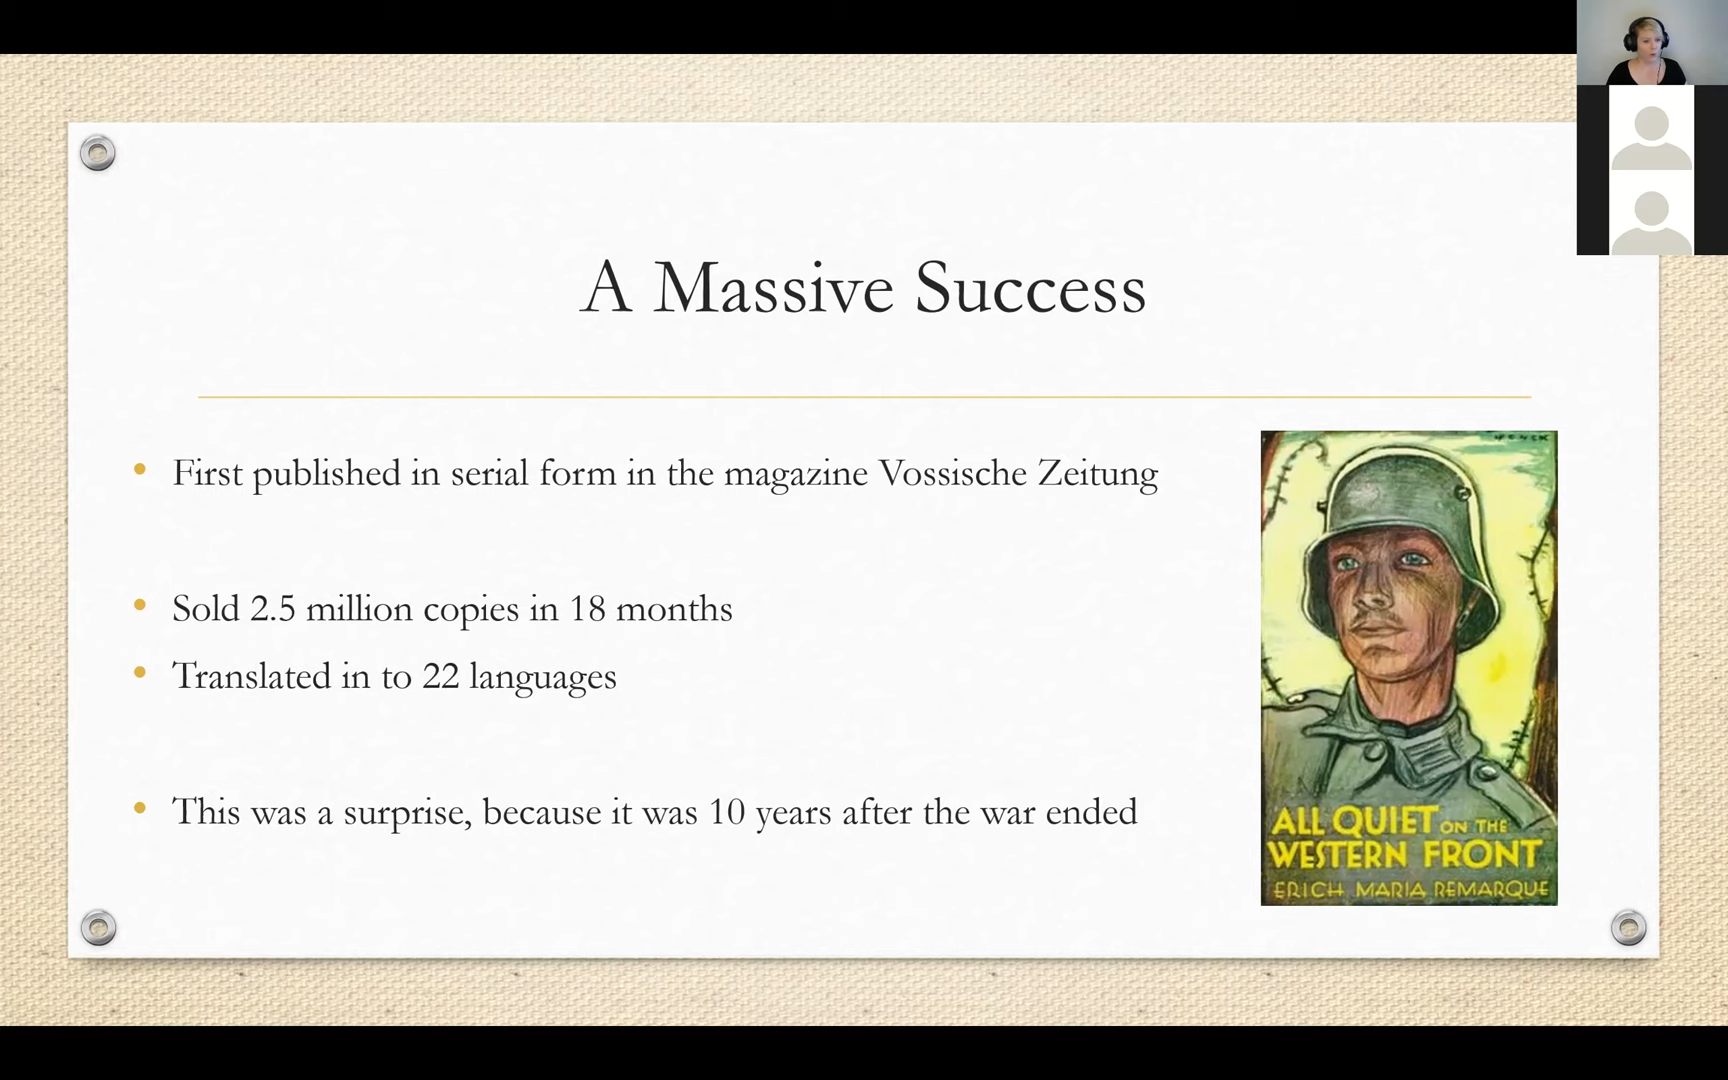 A Massive Success
First published in serial form in the magazine Vossische Zeitung
Sold 2.5 million copies in 18 months
Translated in to 22 languages
This was a surprise, because it was 10 years after the war ended
ALL QUIET ON THE
WESTERN FRONT
ERICH MARIA REMARQUE